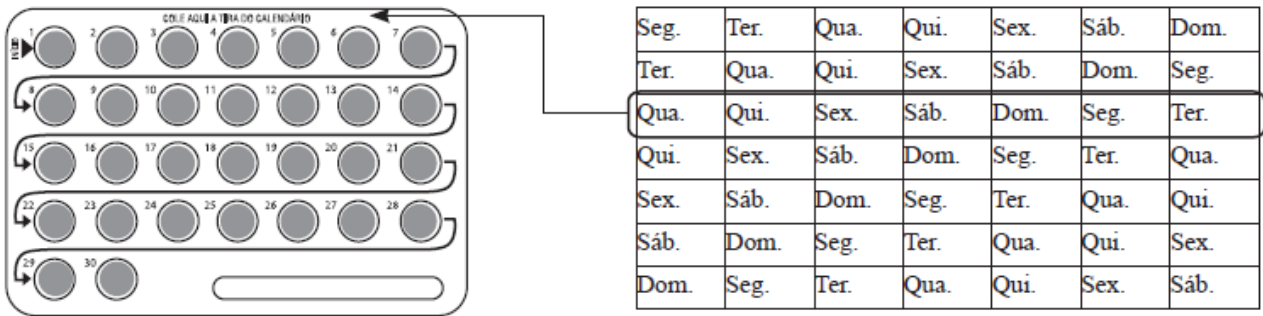 COLE AQUI A TIRA DO CALENDÁRIO
INÍCIO 1 2 3 4 5 6 7
8 9 10 11 12 13 14
15 16 17 18 19 20 21
22 23 24 25 26 27 28
29 30
Seg. Ter. Qua. Qui. Sex. Sáb. Dom.
Ter. Qua. Qui. Sex. Sáb. Dom. Seg.
Qua. Qui. Sex. Sáb. Dom. Seg. Ter.
Qui. Sex. Sáb. Dom. Seg. Ter. Qua.
Sex. Sáb. Dom. Seg. Ter. Qua. Qui.
Sáb. Dom. Seg. Ter. Qua. Qui. Sex.
Dom. Seg. Ter. Qua. Qui. Sex. Sáb.